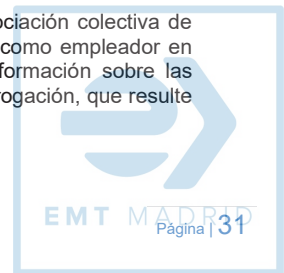 ociación colectiva de
como empleador en
formación sobre las
rogación, que resulte
EMT MADRID
Página | 31